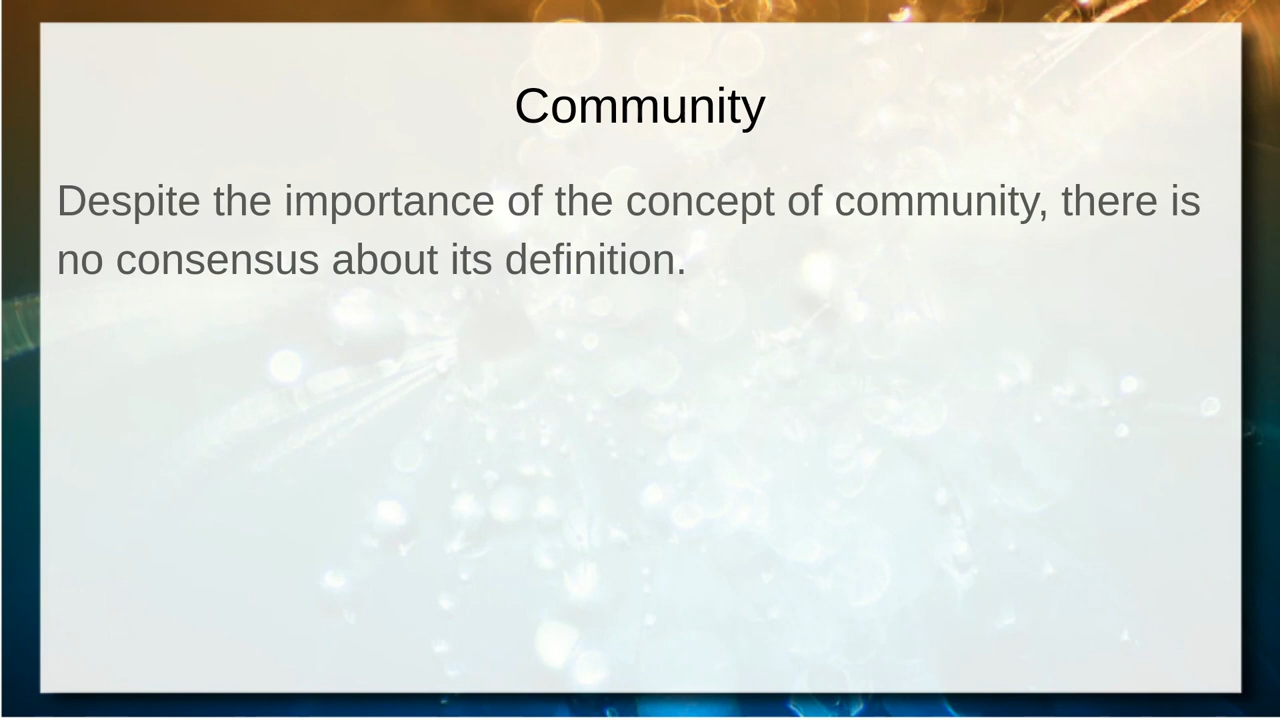 Community
Despite the importance of the concept of community, there is
no consensus about its definition.